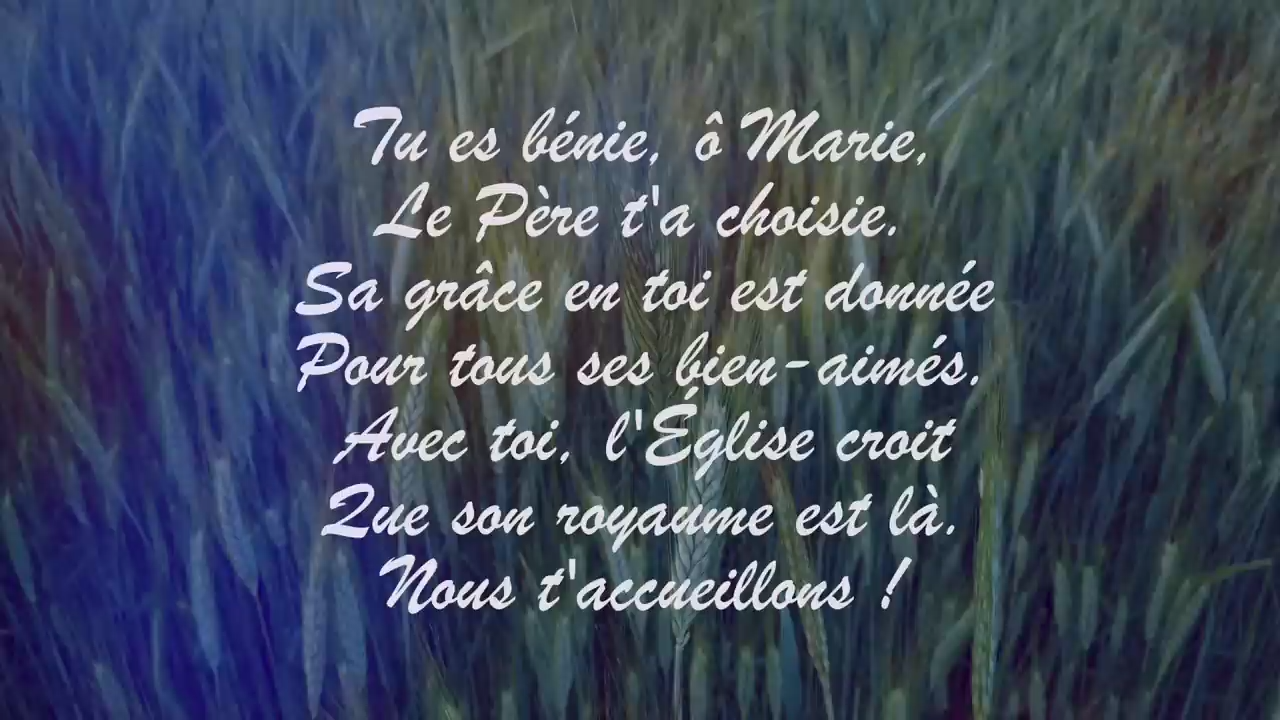 Tu es bénie, ô Marie,
Le Père t'a choisie.
Sa grâce en toi est donnée
Pour tous ses bien-aimés.
Avec toi, l'Église croit
Que son royaume est là.
Nous t'accueillons !